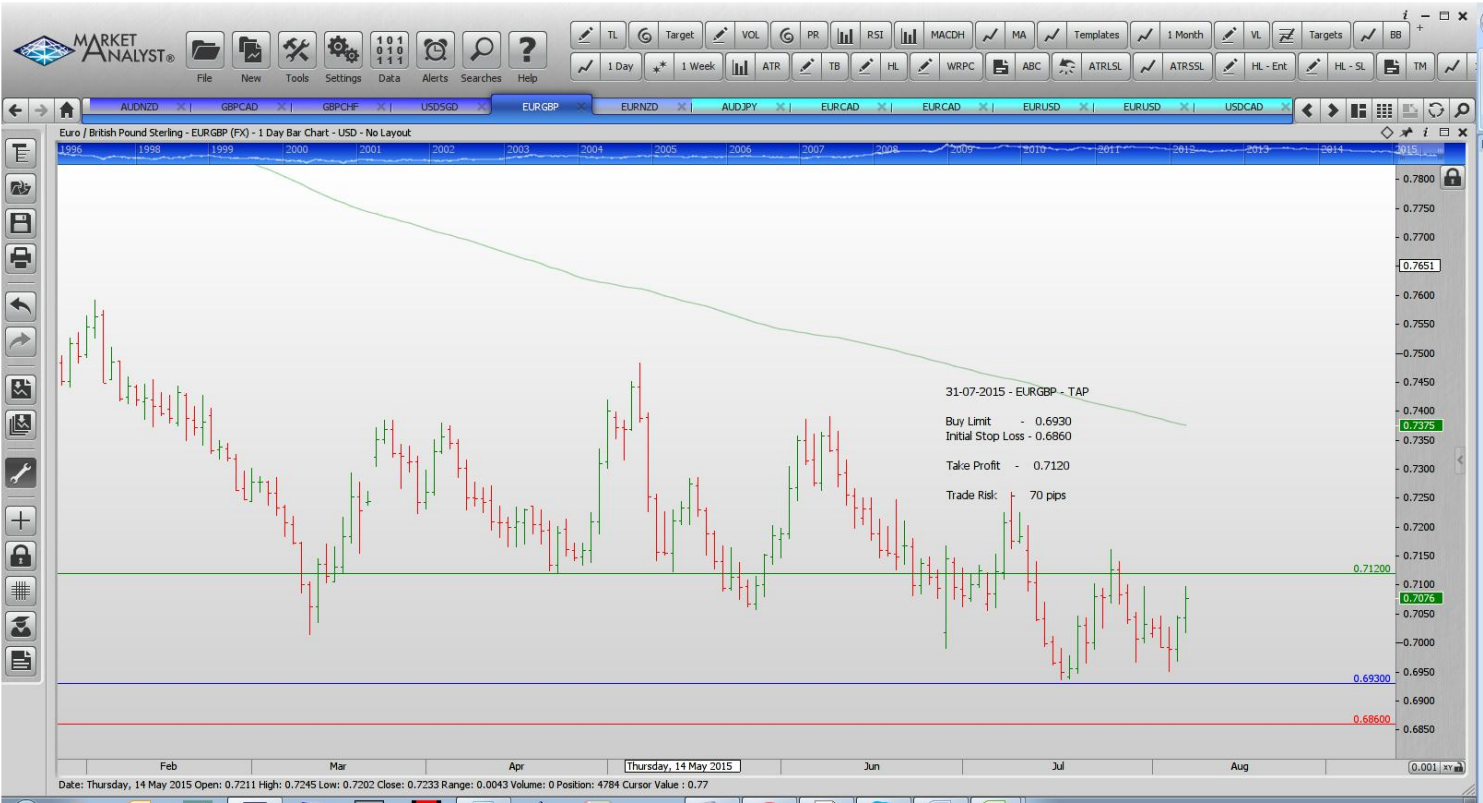 MARKET
ANALYST®
File New Tools Settings Data Alerts Searches Help
101
010
111
TL Target VOL PR RSI MACDH MA Templates 1 Month VL Targets BB
1 Day 1 Week ATR TB HL WRPC ABC ATRLSL ATRSSL HL - Ent HL - SL TM
AUDNZD GBPCAD GBPCHF USDSGD EURGBP EURNZD AUDJPY EURCAD EURCAD EURUSD EURUSD USDCAD
Euro / British Pound Sterling - EURGBP (FX) - 1 Day Bar Chart - USD - No Layout
1996 1998 1999 2000 2001 2002 2003 2004 2005 2006 2007 2008 2009 2010 2011 2012 2013 2014 2015
0.7800
0.7750
0.7700
0.7651
0.7600
0.7550
0.7500
0.7450
31-07-2015 - EURGBP - TAP
0.7400
Buy Limit - 0.6930
0.7375
Initial Stop Loss - 0.6860
0.7350
Take Profit - 0.7120
0.7300
Trade Risk - 70 pips
0.7250
0.7200
0.7150
0.71200
0.7100
0.7076
0.7050
0.7000
0.6950
0.69300
0.6900
0.68600
0.6850
Feb Mar Apr Thursday, 14 May 2015 Jun Jul Aug
0.001 XY
Date: Thursday, 14 May 2015 Open: 0.7211 High: 0.7245 Low: 0.7202 Close: 0.7233 Range: 0.0043 Volume: 0 Position: 4784 Cursor Value : 0.77